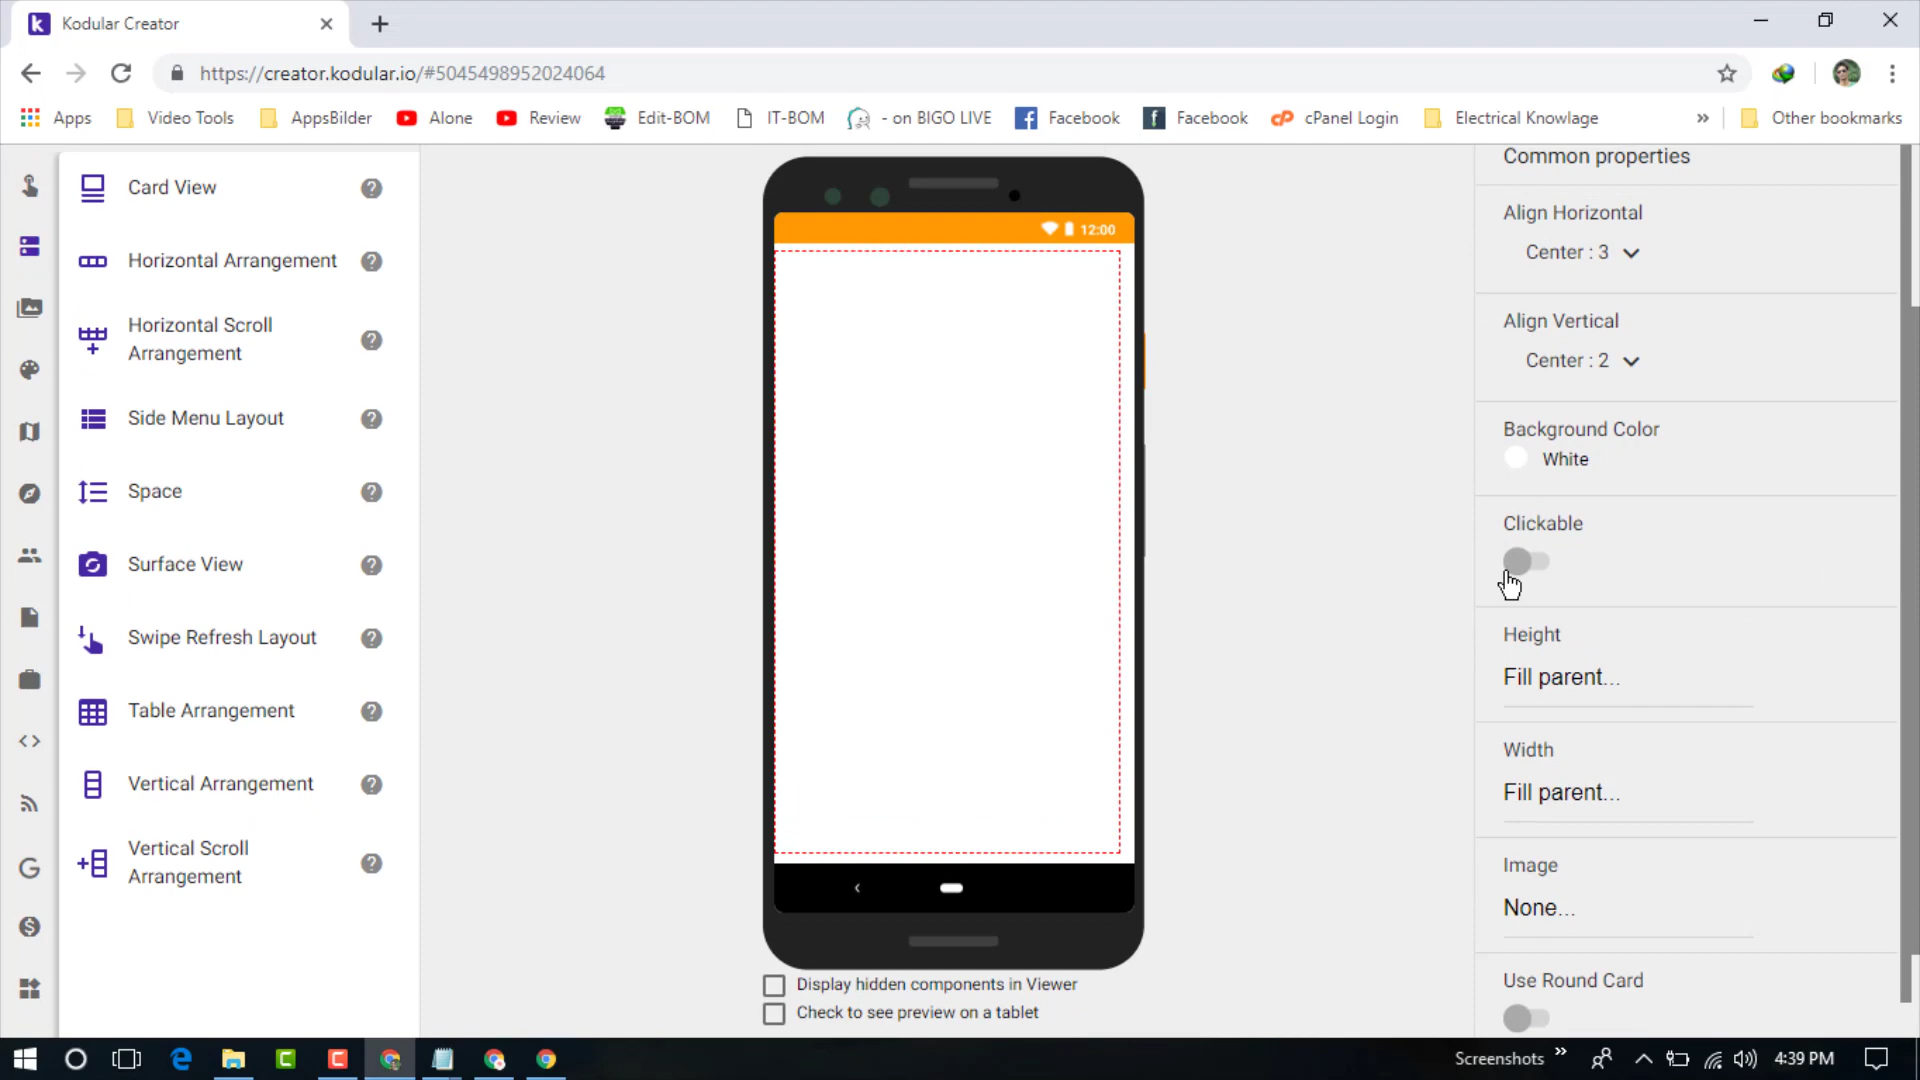 Kodular Creator
https://creator.kodular.io/#5045498952024064
Apps
Video Tools
AppsBilder
Alone
Review
Edit-BOM
IT-BOM
- on BIGO LIVE
Facebook
Facebook
cPanel Login
Electrical Knowlage
»
Other bookmarks
Card View
Horizontal Arrangement
Horizontal Scroll
Arrangement
Side Menu Layout
Space
Surface View
Swipe Refresh Layout
Table Arrangement
Vertical Arrangement
Vertical Scroll
Arrangement
12:00
Display hidden components in Viewer
Check to see preview on a tablet
Common properties
Align Horizontal
Center : 3
Align Vertical
Center : 2
Background Color
White
Clickable
Height
Fill parent...
Width
Fill parent...
Image
None...
Use Round Card
Screenshots
»
4:39 PM